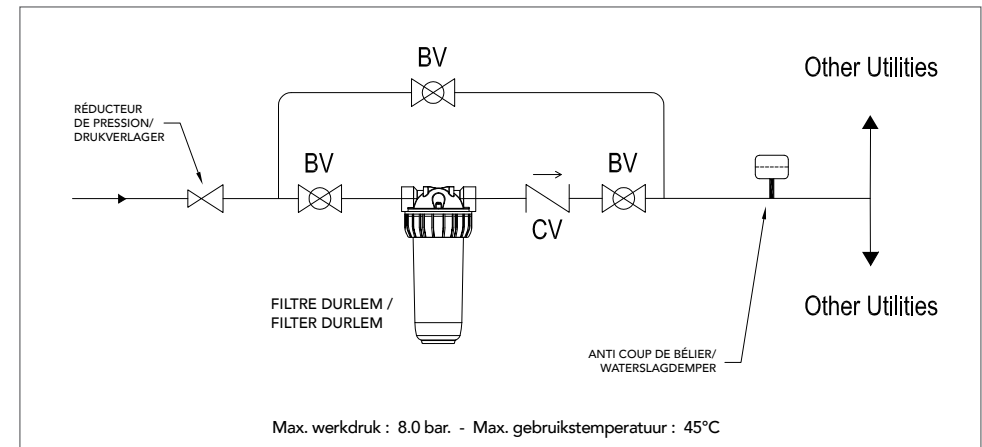 BV
Other Utilities
RÉDUCTEUR
DE PRESSION/
DRUKVERLAGER
BV
BV
CV
FILTRE DURLEM /
FILTER DURLEM
Other Utilities
ANTI COUP DE BÉLIER/
WATERSLAGDEMPER
Max. werkdruk : 8.0 bar. - Max. gebruikstemperatuur : 45°C